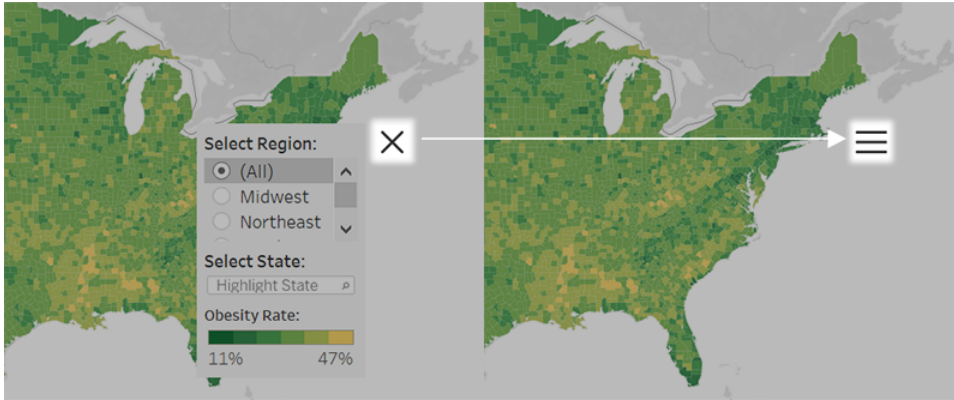 Select Region:
(All)
Midwest
Northeast
Select State:
Highlight State
Obesity Rate:
11% 47%